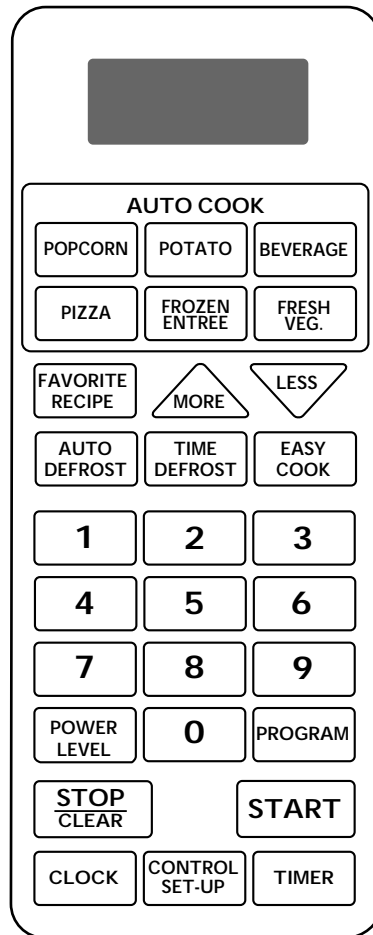 AUTO COOK
POPCORN
POTATO
BEVERAGE
PIZZA
FROZEN
ENTREE
FRESH
VEG.
FAVORITE
RECIPE
MORE
LESS
AUTO
DEFROST
TIME
DEFROST
EASY
COOK
1
2
3
4
5
6
7
8
9
POWER
LEVEL
0
PROGRAM
STOP
CLEAR
START
CLOCK
CONTROL
SET-UP
TIMER